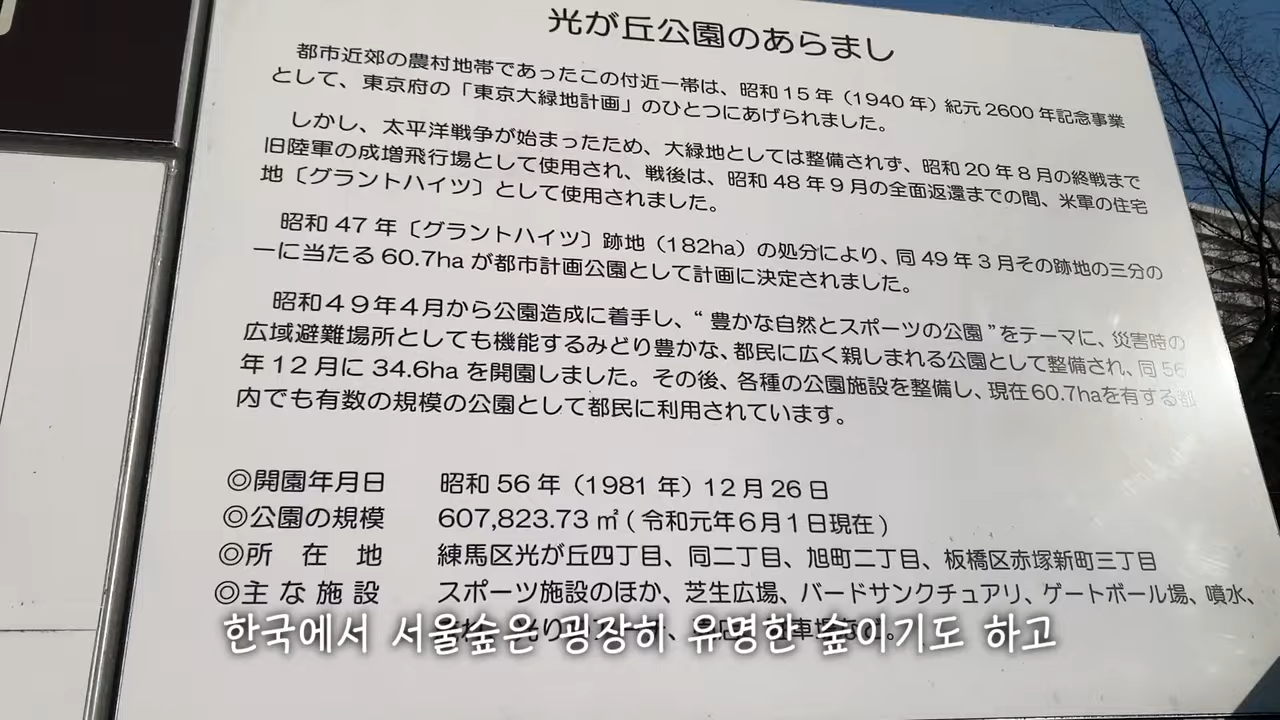 光が丘公園のあらまし
都市近郊の農村地帯であったこの付近一帯は、昭和15年（1940年）紀元2600年記念事業
として、東京府の「東京大緑地計画」のひとつにあげられました。
しかし、太平洋戦争が始まったため、大緑地としては整備されず、昭和20年8月の終戦まで
旧陸軍の成増飛行場として使用され、戦後は、昭和48年9月の全面返還までの間、米軍の住宅
地〔グラントハイツ〕として使用されました。
昭和47年〔グラントハイツ〕跡地（182ha）の処分により、同49年3月その跡地の三分の
一に当たる60.7haが都市計画公園として計画に決定されました。
昭和49年4月から公園造成に着手し、“豊かな自然とスポーツの公園”をテーマに、災害時の
広域避難場所としても機能するみどり豊かな、都民に広く親しまれる公園として整備され、同56
年12月に34.6haを開園しました。その後、各種の公園施設を整備し、現在60.7haを有する都
内でも有数の規模の公園として都民に利用されています。
◎開園年月日 昭和56年（1981年）12月26日
◎公園の規模 607,823.73㎡(令和元年6月1日現在)
◎所在地 練馬区光が丘四丁目、同二丁目、旭町二丁目、板橋区赤塚新町三丁目
◎主な施設 スポーツ施設のほか、芝生広場、バードサンクチュアリ、ゲートボール場、噴水、
한국에서 서울숲은 굉장히 유명한 숲이기도 하고